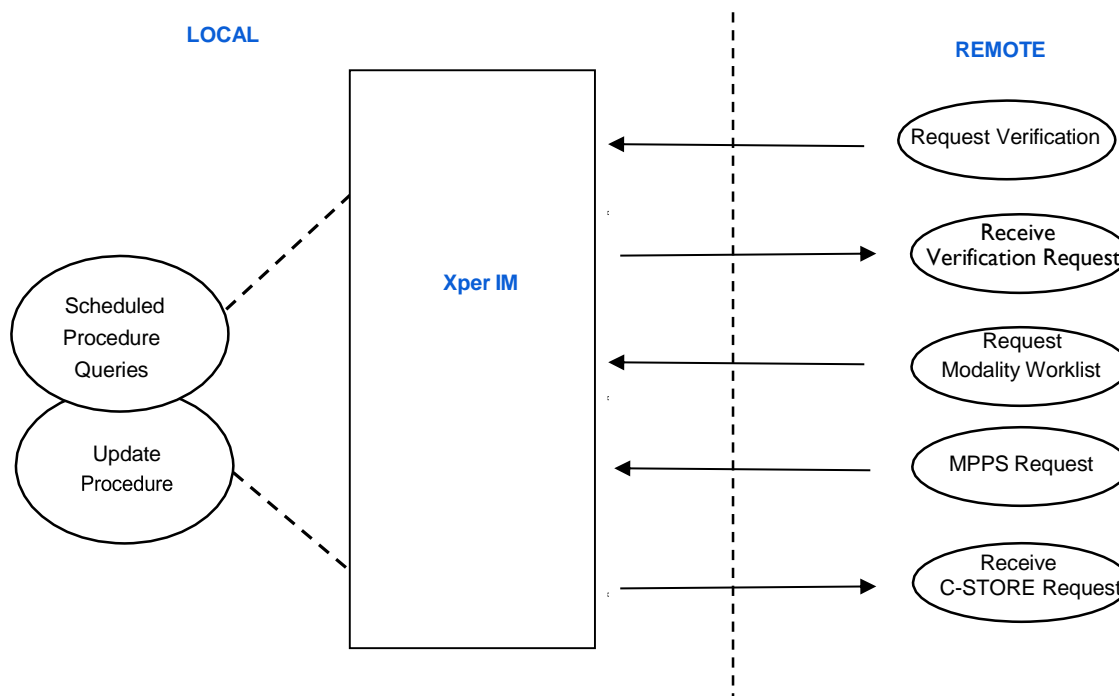 LOCAL
REMOTE
Request Verification
Receive
Verification Request
Xper IM
Scheduled
Procedure
Queries
Request
Modality Worklist
Update
Procedure
MPPS Request
Receive
C-STORE Request